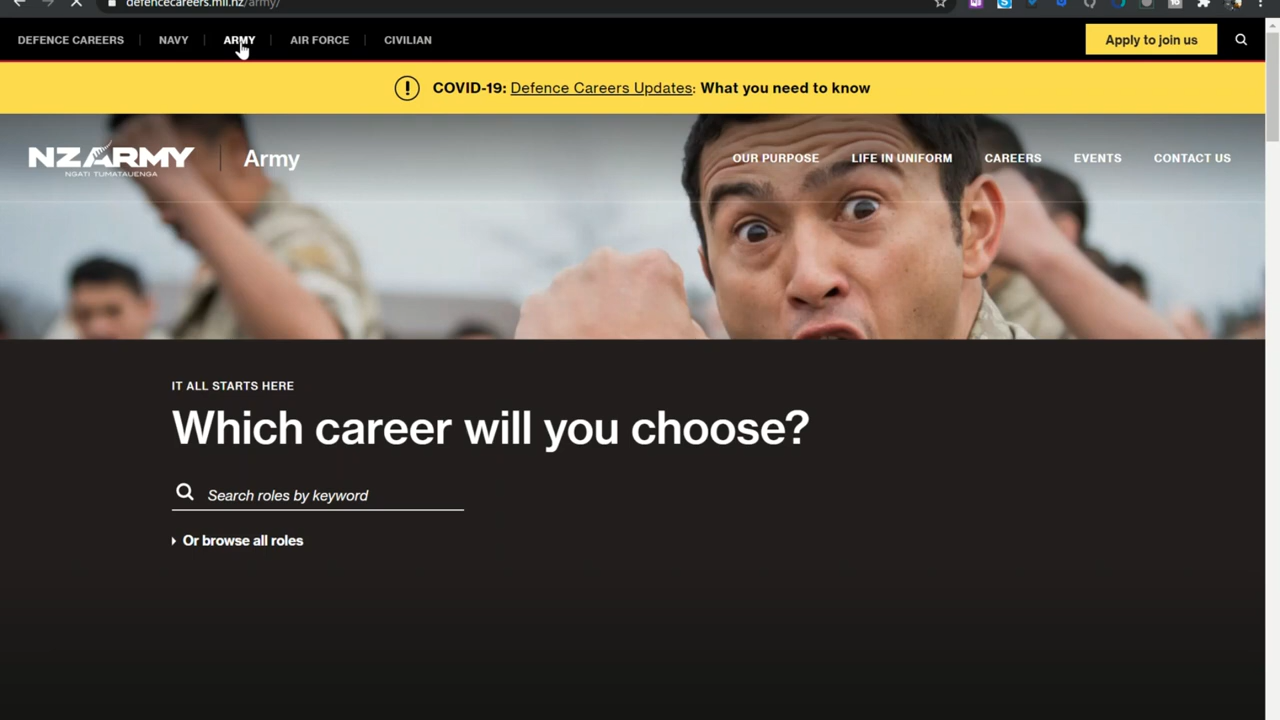 defencecareers.mil.nz/army/
DEFENCE CAREERS NAVY ARMY AIR FORCE CIVILIAN Apply to join us
COVID-19: Defence Careers Updates: What you need to know
NZARMY Army OUR PURPOSE LIFE IN UNIFORM CAREERS EVENTS CONTACT US
NGATI TUMATAUENGA
IT ALL STARTS HERE
Which career will you choose?
Search roles by keyword
Or browse all roles